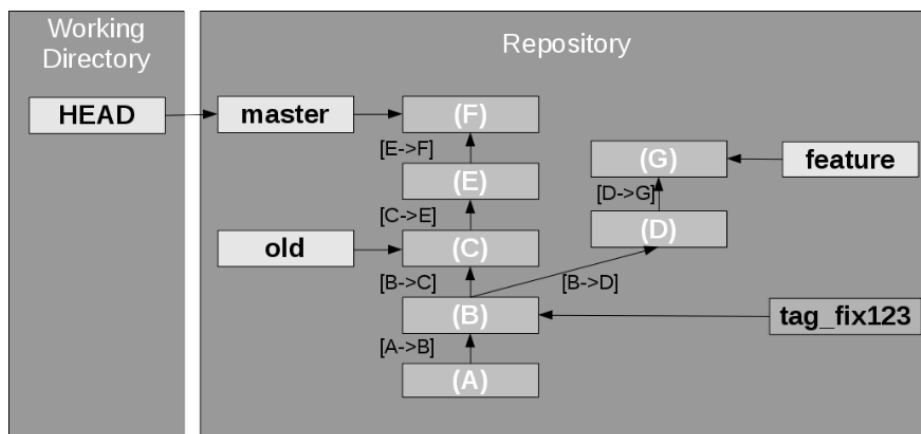 Working
Directory
Repository
HEAD
master
(F)
[E->F]
(G)
feature
(E)
[D->G]
[C->E]
(D)
old
(C)
[B->C]
[B->D]
(B)
tag_fix123
[A->B]
(A)